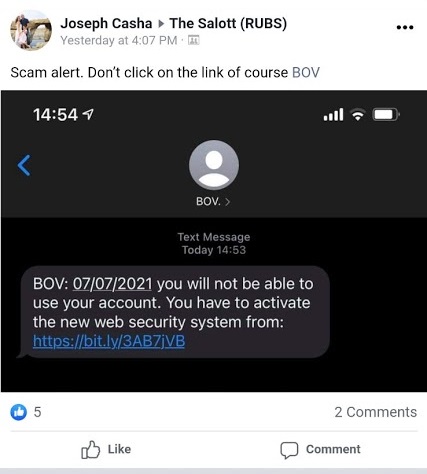 Joseph Casha ▸ The Salott (RUBS)
Yesterday at 4:07 PM ·
Scam alert. Don't click on the link of course BOV
14:54
BOV. >
Text Message
Today 14:53
BOV: 07/07/2021 you will not be able to
use your account. You have to activate
the new web security system from:
https://bit.ly/3AB7jVB
5
2 Comments
Like
Comment